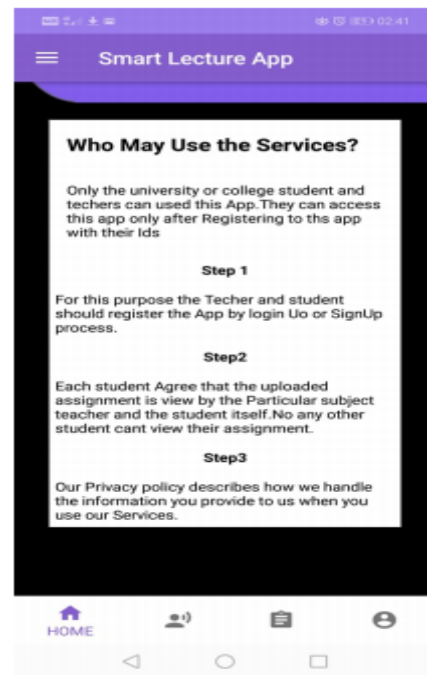 02:41
Smart Lecture App
Who May Use the Services?
Only the university or college student and
techers can used this App.They can access
this app only after Registering to ths app
with their Ids
Step 1
For this purpose the Techer and student
should register the App by login Uo or SignUp
process.
Step2
Each student Agree that the uploaded
assignment is view by the Particular subject
teacher and the student itself.No any other
student cant view their assignment.
Step3
Our Privacy policy describes how we handle
the information you provide to us when you
use our Services.
HOME